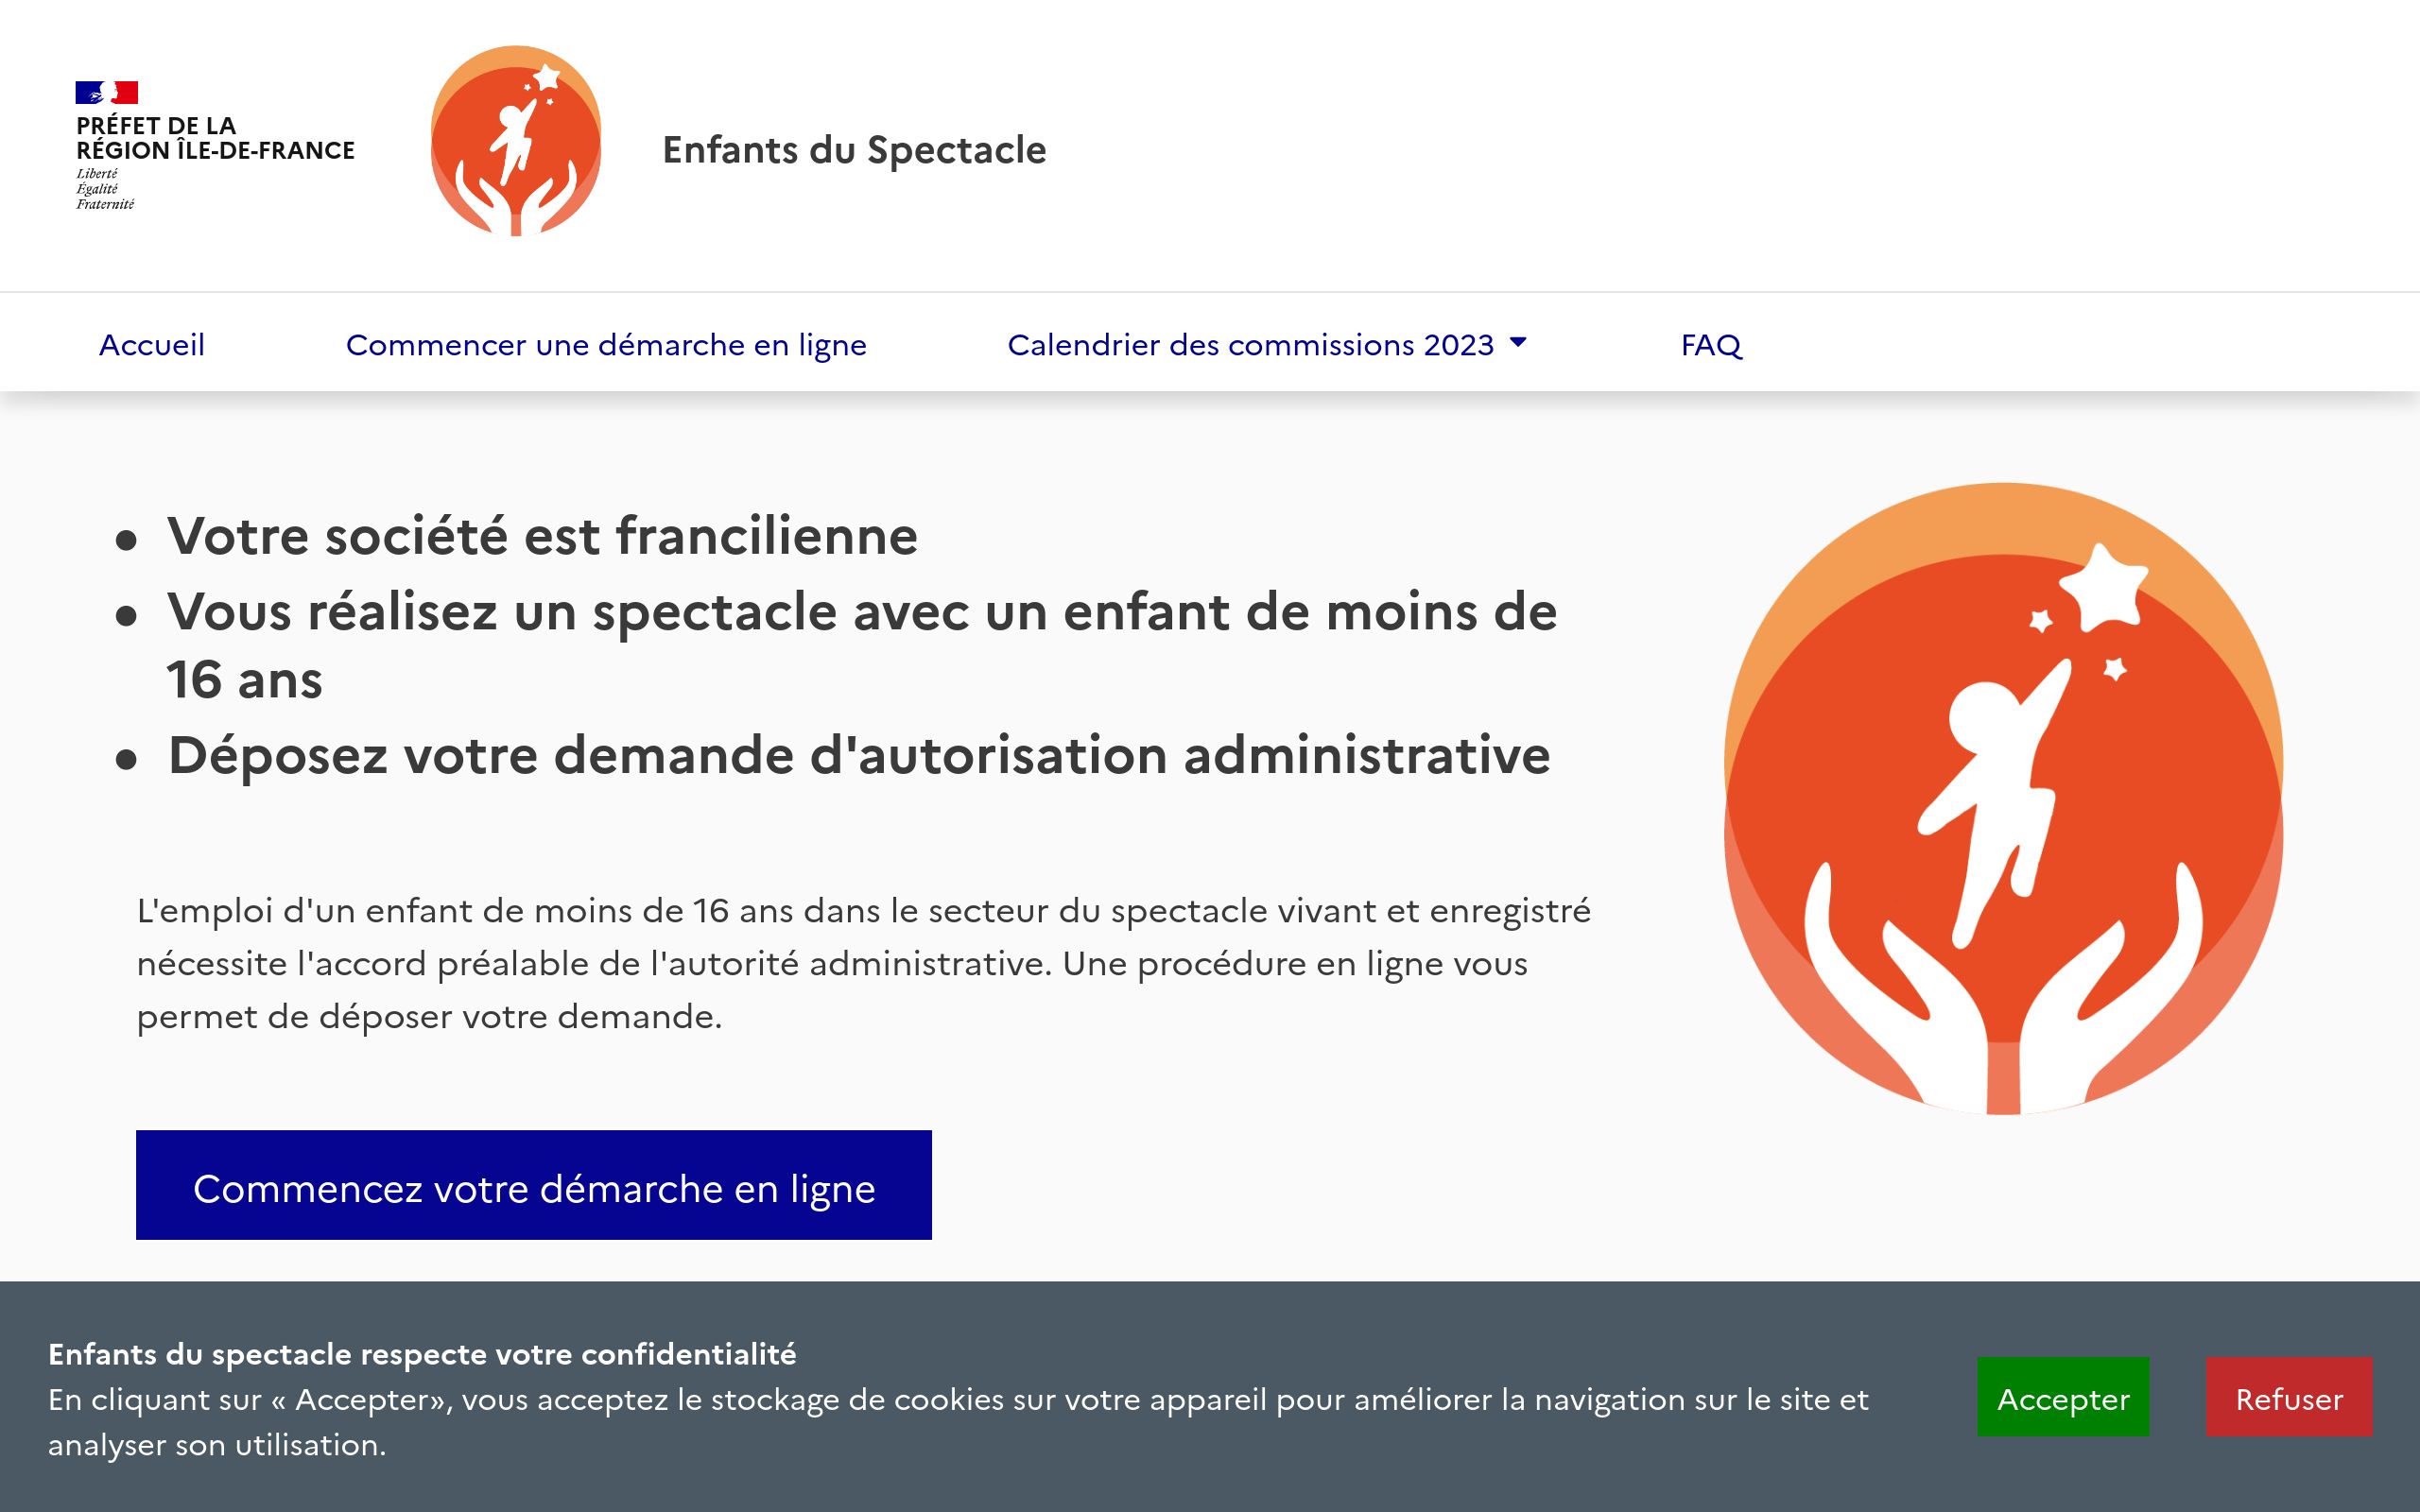 PRÉFET DE LA
RÉGION ÎLE-DE-FRANCE
Liberté
Égalité
Fraternité
Enfants du Spectacle
Accueil
Commencer une démarche en ligne
Calendrier des commissions 2023
FAQ
• Votre société est francilienne
• Vous réalisez un spectacle avec un enfant de moins de
16 ans
• Déposez votre demande d'autorisation administrative
L'emploi d'un enfant de moins de 16 ans dans le secteur du spectacle vivant et enregistré
nécessite l'accord préalable de l'autorité administrative. Une procédure en ligne vous
permet de déposer votre demande.
Commencez votre démarche en ligne
Enfants du spectacle respecte votre confidentialité
En cliquant sur « Accepter», vous acceptez le stockage de cookies sur votre appareil pour améliorer la navigation sur le site et
analyser son utilisation.
Accepter
Refuser